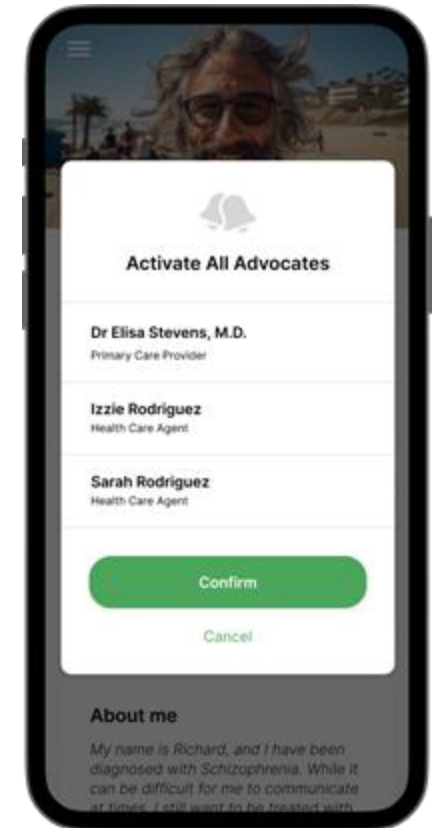 Activate All Advocates
Dr Elisa Stevens, M.D.
Primary Care Provider
Izzie Rodriguez
Health Care Agent
Sarah Rodriguez
Health Care Agent
Confirm
Cancel
About me
My name is Richard, and I have been
diagnosed with Schizophrenia. While it
can be difficult for me to communicate
at times, I still want to be treated with